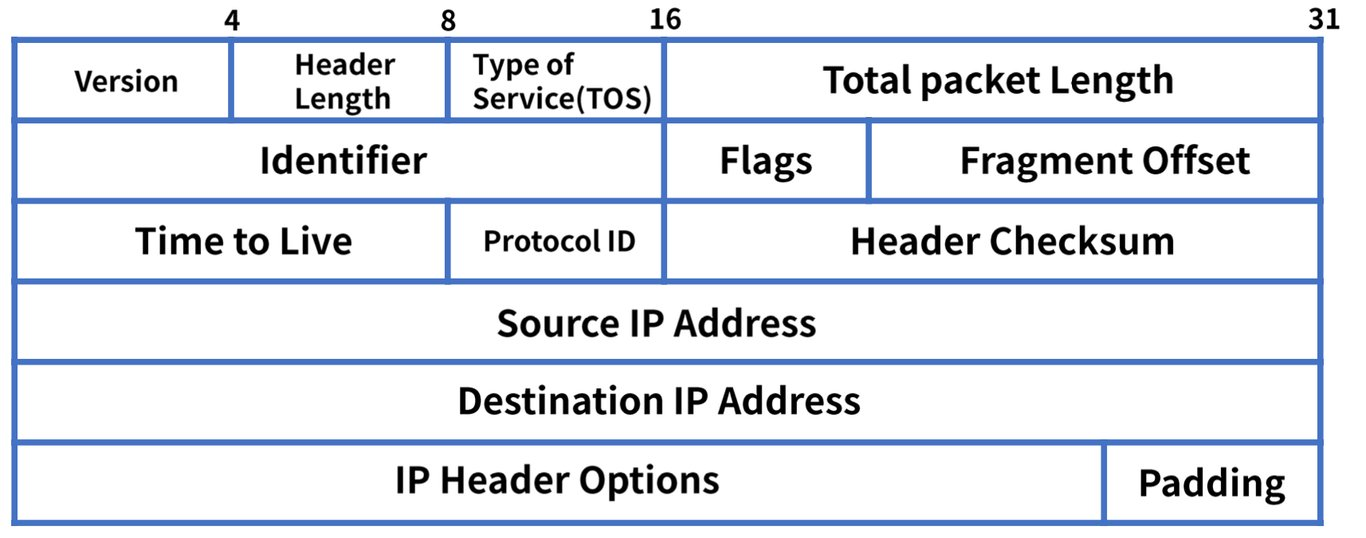 4 8 16 31
Version
Header
Length
Type of
Service(TOS)
Total packet Length
Identifier
Flags
Fragment Offset
Time to Live
Protocol ID
Header Checksum
Source IP Address
Destination IP Address
IP Header Options
Padding